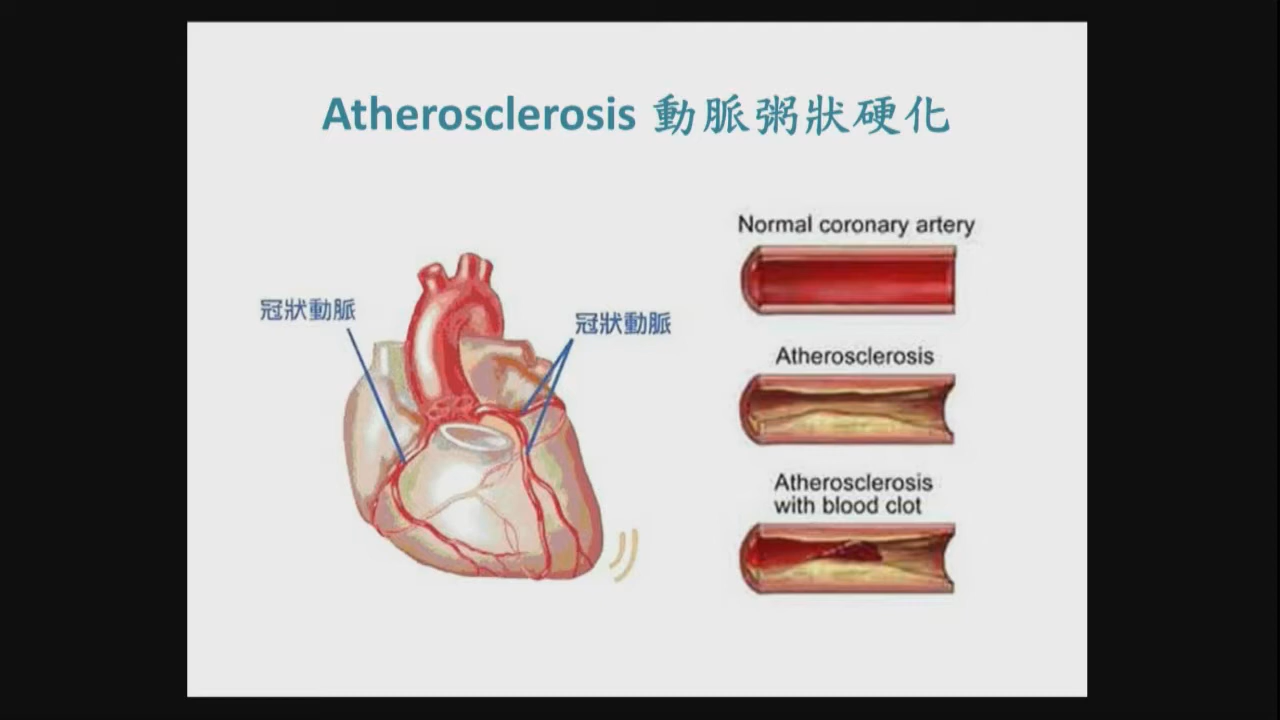 Atherosclerosis 動脈粥狀硬化
冠狀動脈
冠狀動脈
Normal coronary artery
Atherosclerosis
Atherosclerosis
with blood clot